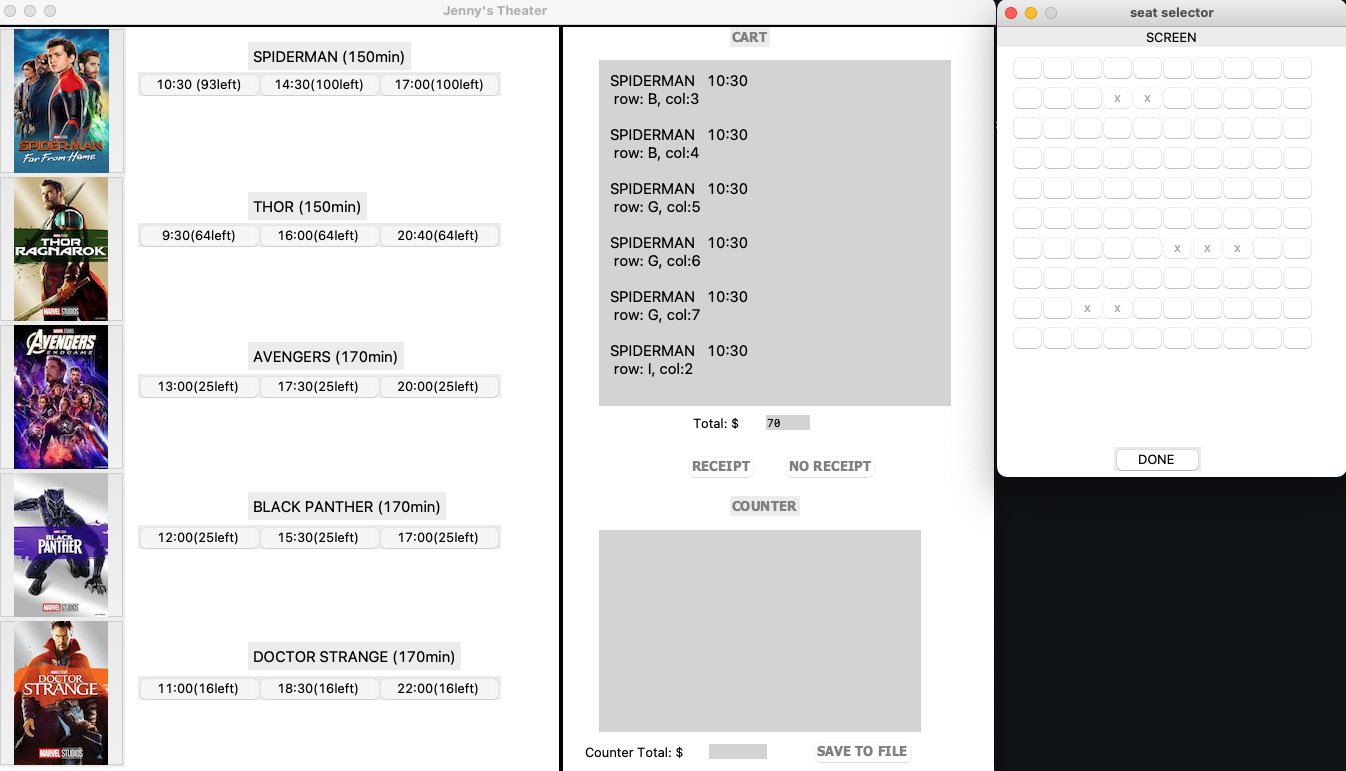 Jenny's Theater
SPIDER-MAN
Far From Home
SPIDERMAN (150min)
10:30 (93left) 14:30(100left) 17:00(100left)
THOR
RAGNAROK
MARVEL STUDIOS
THOR (150min)
9:30(64left) 16:00(64left) 20:40(64left)
AVENGERS
ENDGAME
AVENGERS (170min)
13:00(25left) 17:30(25left) 20:00(25left)
BLACK
PANTHER
MARVEL STUDIOS
BLACK PANTHER (170min)
12:00(25left) 15:30(25left) 17:00(25left)
DOCTOR
STRANGE
MARVEL STUDIOS
DOCTOR STRANGE (170min)
11:00(16left) 18:30(16left) 22:00(16left)
CART
SPIDERMAN 10:30
row: B, col:3
SPIDERMAN 10:30
row: B, col:4
SPIDERMAN 10:30
row: G, col:5
SPIDERMAN 10:30
row: G, col:6
SPIDERMAN 10:30
row: G, col:7
SPIDERMAN 10:30
row: I, col:2
Total: $ 70
RECEIPT NO RECEIPT
COUNTER
Counter Total: $ SAVE TO FILE
seat selector
SCREEN
x x
x x x
x x
DONE